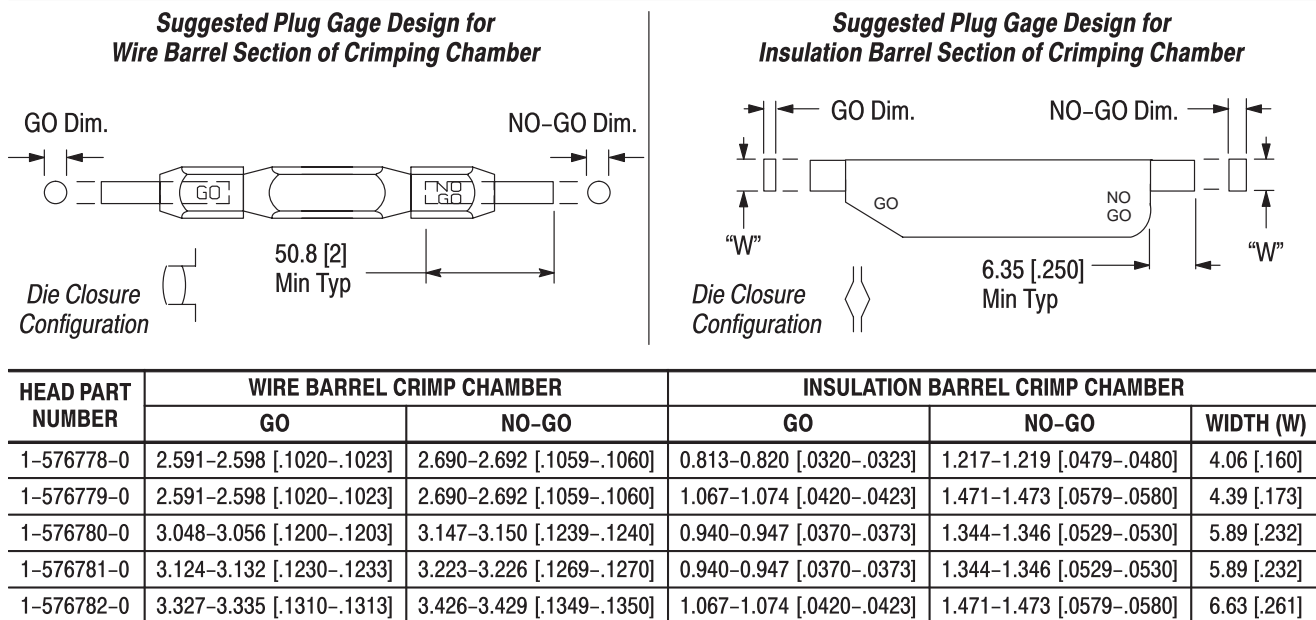 Suggested Plug Gage Design for
Wire Barrel Section of Crimping Chamber
GO Dim.
NO–GO Dim.
GO
NO
GO
50.8 [2]
Min Typ
Die Closure
Configuration
Suggested Plug Gage Design for
Insulation Barrel Section of Crimping Chamber
GO Dim.
NO–GO Dim.
GO
NO
GO
“W”
“W”
6.35 [.250]
Min Typ
Die Closure
Configuration
HEAD PART NUMBER WIRE BARREL CRIMP CHAMBER INSULATION BARREL CRIMP CHAMBER
GO NO–GO GO NO–GO WIDTH (W)
1–576778–0 2.591–2.598 [.1020–.1023] 2.690–2.692 [.1059–.1060] 0.813–0.820 [.0320–.0323] 1.217–1.219 [.0479–.0480] 4.06 [.160]
1–576779–0 2.591–2.598 [.1020–.1023] 2.690–2.692 [.1059–.1060] 1.067–1.074 [.0420–.0423] 1.471–1.473 [.0579–.0580] 4.39 [.173]
1–576780–0 3.048–3.056 [.1200–.1203] 3.147–3.150 [.1239–.1240] 0.940–0.947 [.0370–.0373] 1.344–1.346 [.0529–.0530] 5.89 [.232]
1–576781–0 3.124–3.132 [.1230–.1233] 3.223–3.226 [.1269–.1270] 0.940–0.947 [.0370–.0373] 1.344–1.346 [.0529–.0530] 5.89 [.232]
1–576782–0 3.327–3.335 [.1310–.1313] 3.426–3.429 [.1349–.1350] 1.067–1.074 [.0420–.0423] 1.471–1.473 [.0579–.0580] 6.63 [.261]